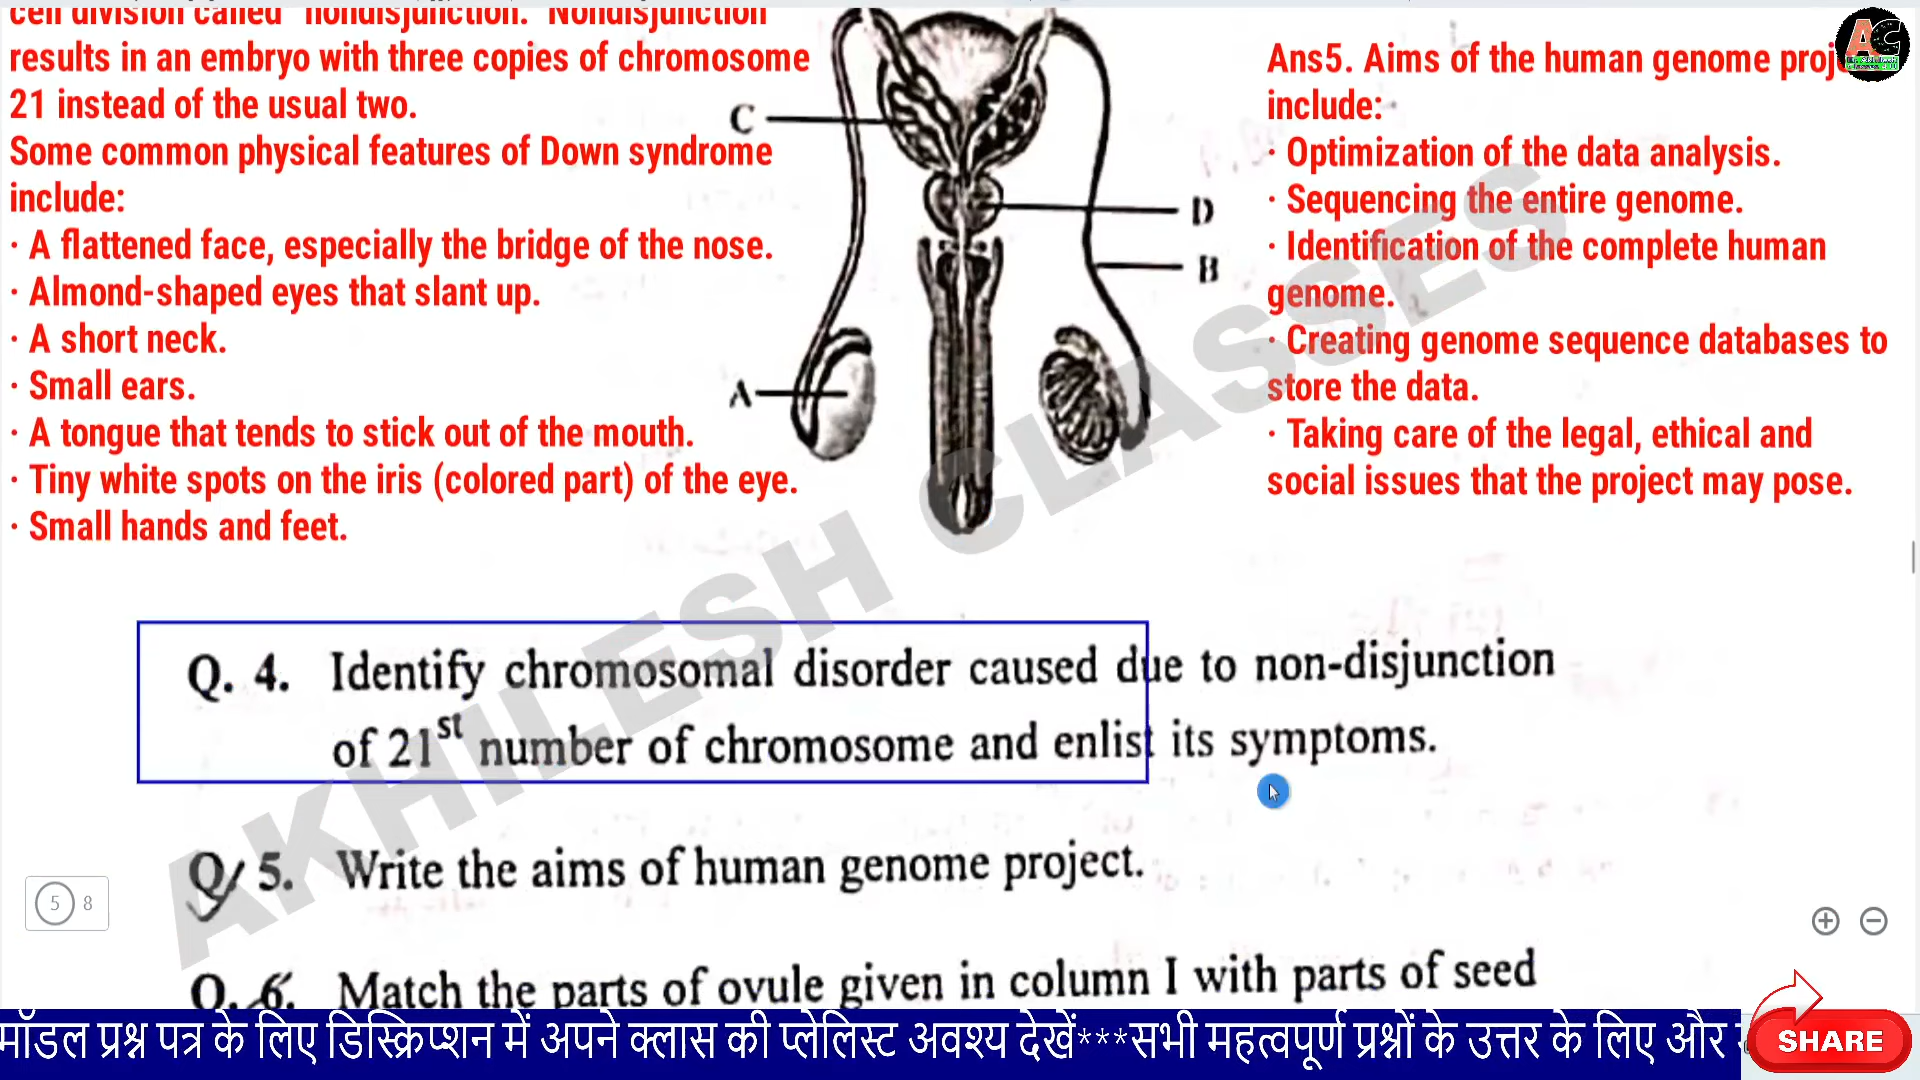 cell division called "nondisjunction." Nondisjunction
results in an embryo with three copies of chromosome
21 instead of the usual two.
Some common physical features of Down syndrome
include:
· A flattened face, especially the bridge of the nose.
· Almond-shaped eyes that slant up.
· A short neck.
· Small ears.
· A tongue that tends to stick out of the mouth.
· Tiny white spots on the iris (colored part) of the eye.
· Small hands and feet.
C
D
B
A
Ans5. Aims of the human genome
include:
· Optimization of the data analysis.
· Sequencing the entire genome.
· Identification of the complete human
genome.
· Creating genome sequence databases to
store the data.
· Taking care of the legal, ethical and
social issues that the project may pose.
AC
AKHILESH CLASSES
Q. 4. Identify chromosomal disorder caused due to non-disjunction
of 21st number of chromosome and enlist its symptoms.
Q. 5. Write the aims of human genome project.
5 8
Q. 6. Match the parts of ovule given in column I with parts of seed
मॉडल प्रश्न पत्र के लिए डिस्क्रिप्शन में अपने क्लास की प्लेलिस्ट अवश्य देखें***सभी महत्वपूर्ण प्रश्नों के उत्तर के लिए और
SHARE